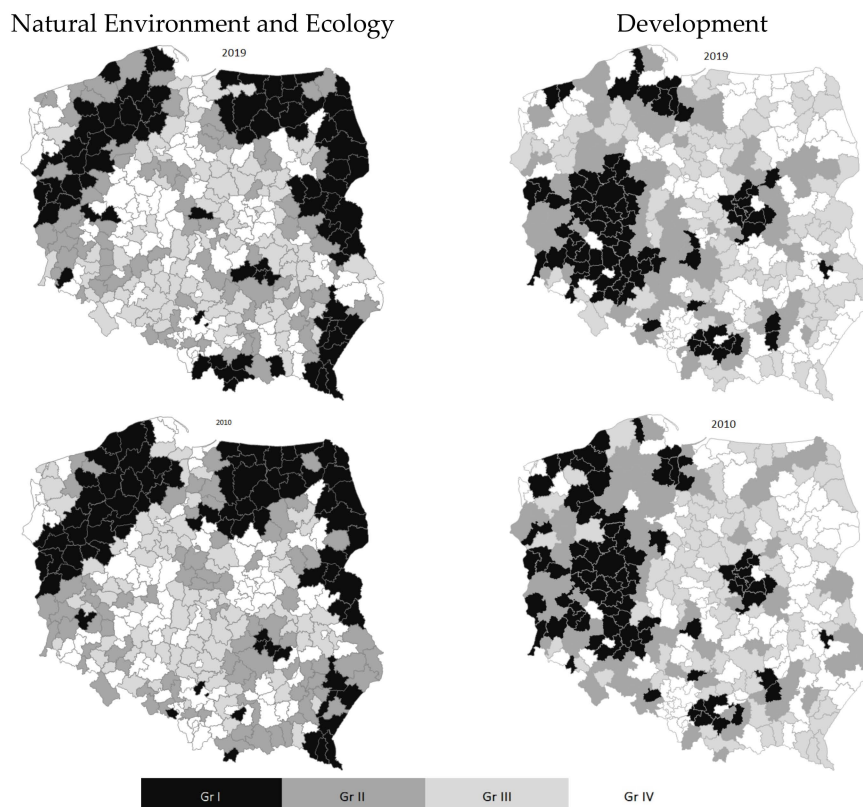 Natural Environment and Ecology
Development
2019
2019
2010
2010
Gr I
Gr II
Gr III
Gr IV